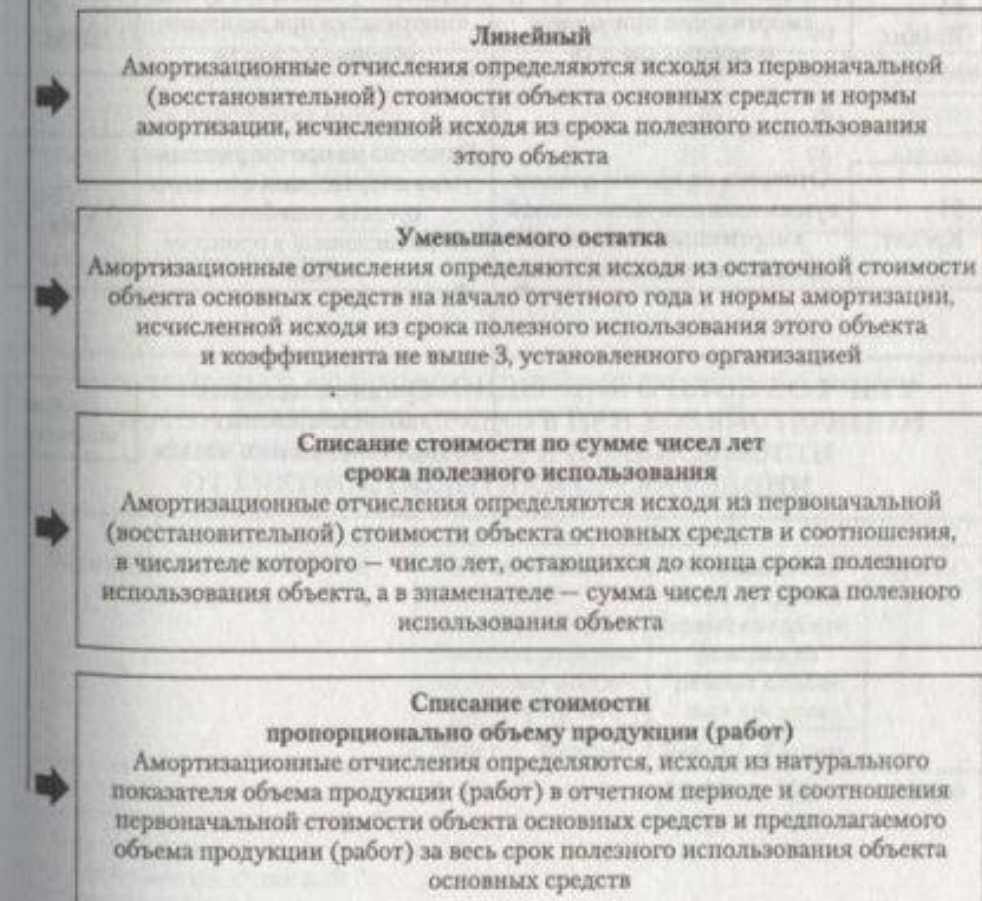 Линейный
Амортизационные отчисления определяются исходя из первоначальной
(восстановительной) стоимости объекта основных средств и нормы
амортизации, исчисленной исходя из срока полезного использования
этого объекта
Уменьшаемого остатка
Амортизационные отчисления определяются исходя из остаточной стоимости
объекта основных средств на начало отчетного года и нормы амортизации,
исчисленной исходя из срока полезного использования этого объекта
и коэффициента не выше 3, установленного организацией
Списание стоимости по сумме чисел лет
срока полезного использования
Амортизационные отчисления определяются исходя из первоначальной
(восстановительной) стоимости объекта основных средств и соотношения,
в числителе которого — число лет, остающихся до конца срока полезного
использования объекта, а в знаменателе — сумма чисел лет срока полезного
использования объекта
Списание стоимости
пропорционально объему продукции (работ)
Амортизационные отчисления определяются, исходя из натурального
показателя объема продукции (работ) в отчетном периоде и соотношения
первоначальной стоимости объекта основных средств и предполагаемого
объема продукции (работ) за весь срок полезного использования объекта
основных средств